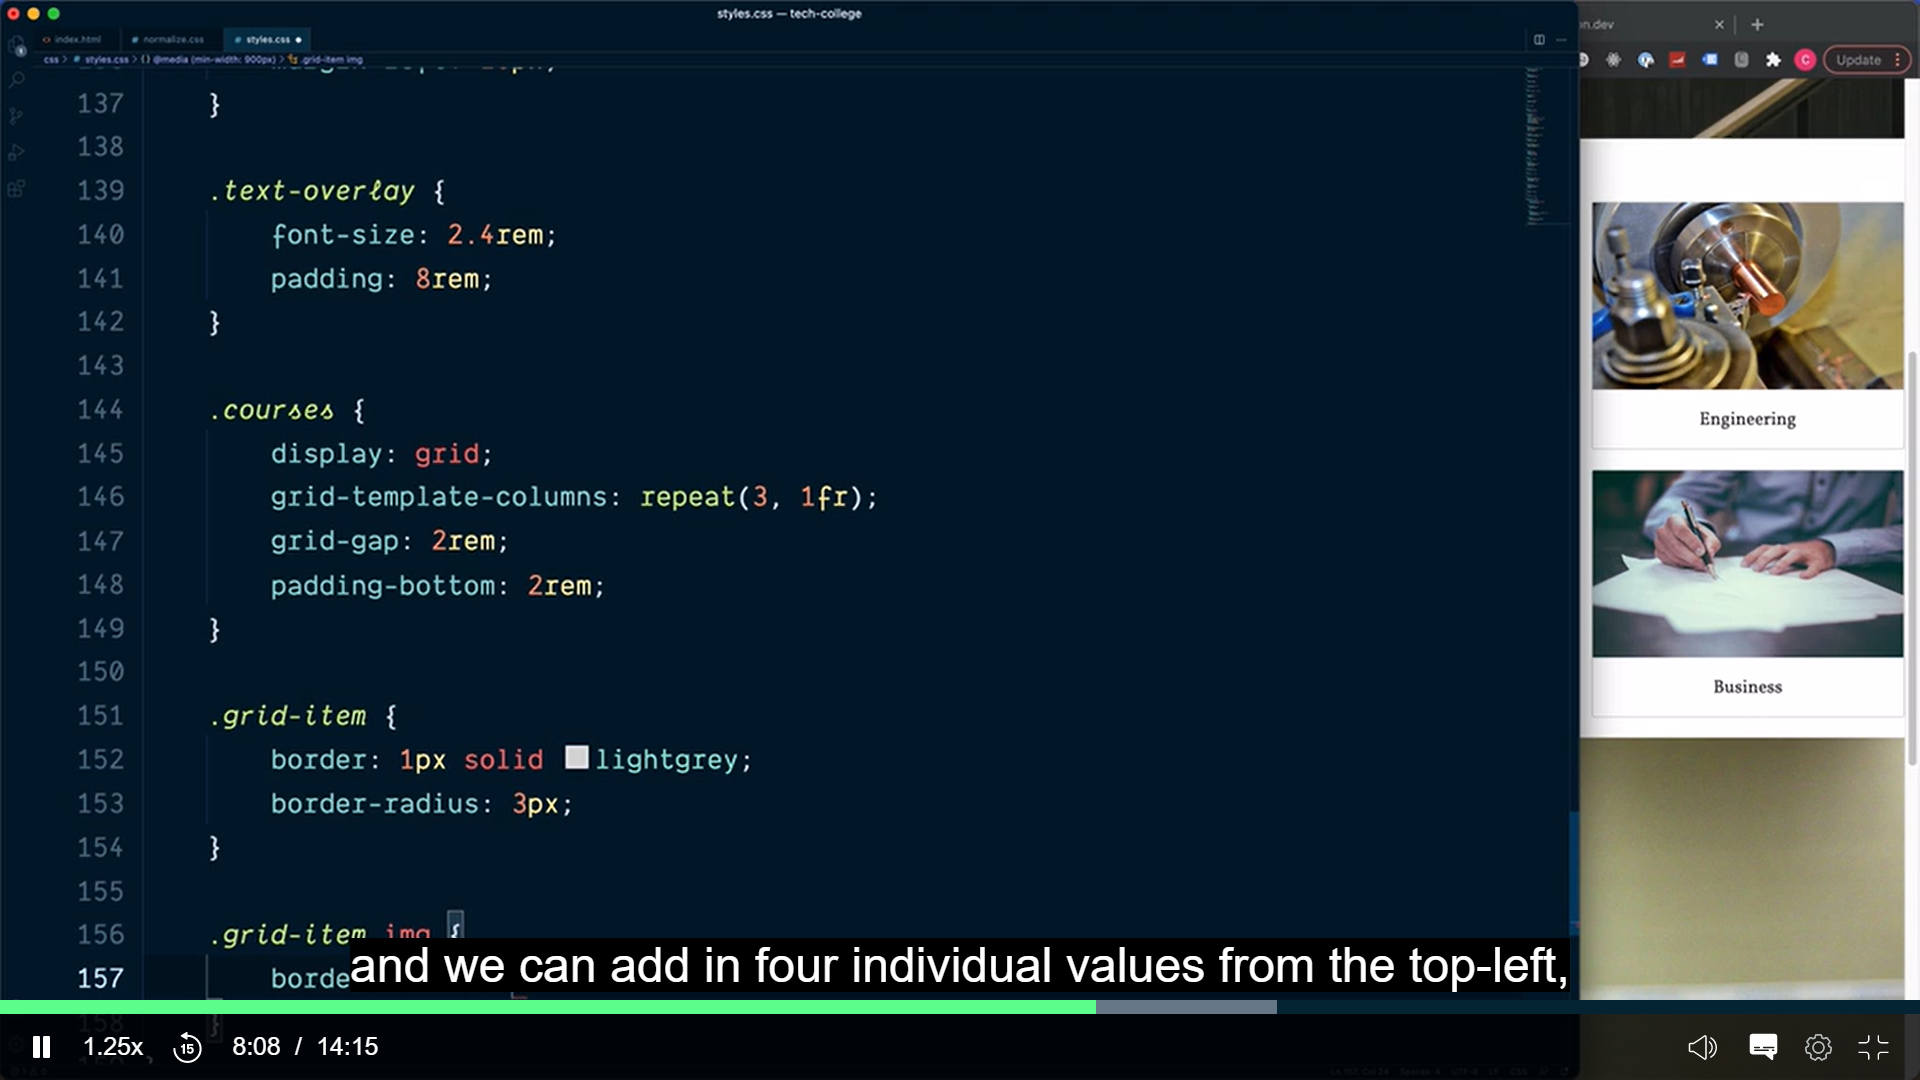 styles.css — tech-college
index.html
normalize.css
styles.css
css > # styles.css > {} @media (min-width: 900px) > .grid-item img
n.dev
Update
137 }
138
139 .text-overlay {
140 font-size: 2.4rem;
141 padding: 8rem;
142 }
143
144 .courses {
145 display: grid;
146 grid-template-columns: repeat(3, 1fr);
147 grid-gap: 2rem;
148 padding-bottom: 2rem;
149 }
150
151 .grid-item {
152 border: 1px solid lightgrey;
153 border-radius: 3px;
154 }
155
156 .grid-item img {
157 borde
158 }
Engineering
Business
and we can add in four individual values from the top-left,
1.25x 15 8:08 / 14:15